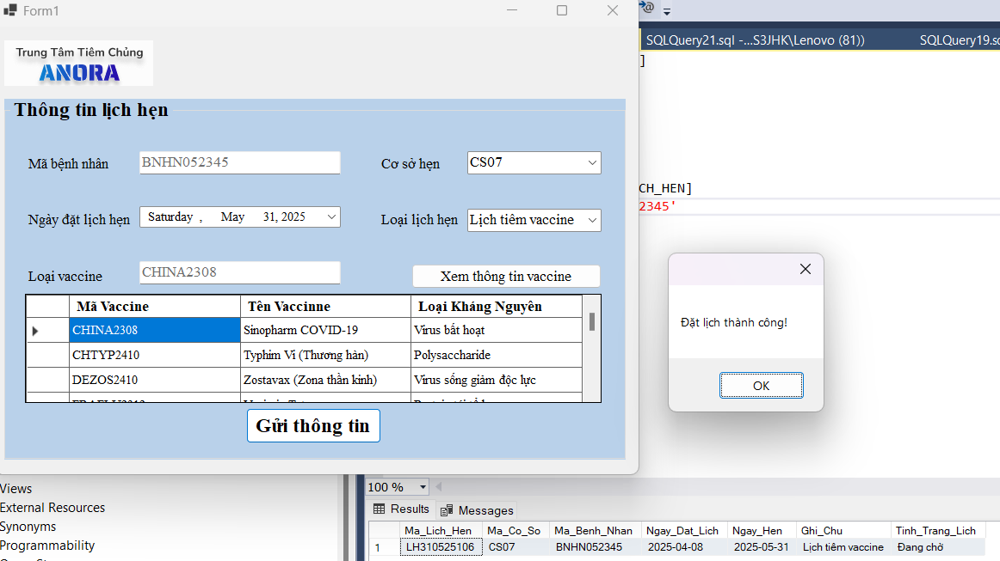 Form1
SQLQuery21.sql -...S3JHK\Lenovo (81))
SQLQuery19.s
Trung Tâm Tiêm Chủng
ANORA
]
Thông tin lịch hẹn
Mã bệnh nhân
BNHN052345
Cơ sở hẹn
CS07
CH_HEN]
2345'
Ngày đặt lịch hẹn
Saturday , May 31, 2025
Loại lịch hẹn
Lịch tiêm vaccine
Loại vaccine
CHINA2308
Xem thông tin vaccine
Mã Vaccine Tên Vaccinne Loại Kháng Nguyên
CHINA2308 Sinopharm COVID-19 Virus bất hoạt
CHTYP2410 Typhim Vi (Thương hàn) Polysaccharide
DEZOS2410 Zostavax (Zona thần kinh) Virus sống giảm độc lực
Gửi thông tin
Đặt lịch thành công!
OK
Views
External Resources
Synonyms
Programmability
100 %
Results
Messages
Ma_Lich_Hen Ma_Co_So Ma_Benh_Nhan Ngay_Dat_Lich Ngay_Hen Ghi_Chu Tinh_Trang_Lich
1 LH310525106 CS07 BNHN052345 2025-04-08 2025-05-31 Lịch tiêm vaccine Đang chờ